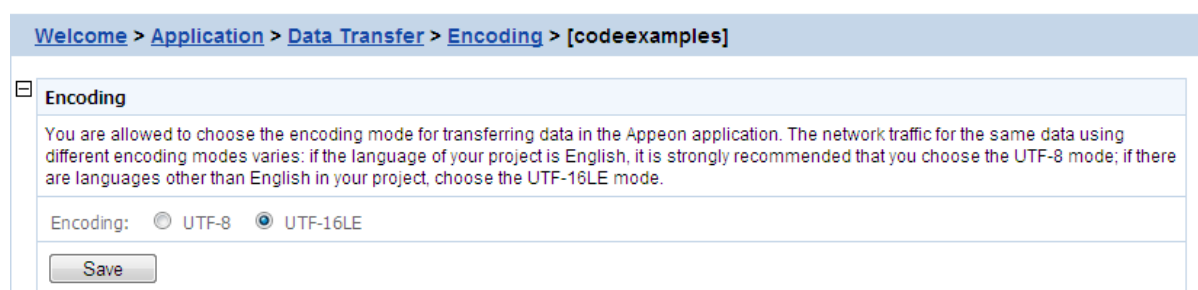 Welcome > Application > Data Transfer > Encoding > [codeexamples]
Encoding
You are allowed to choose the encoding mode for transferring data in the Appeon application. The network traffic for the same data using
different encoding modes varies: if the language of your project is English, it is strongly recommended that you choose the UTF-8 mode; if there
are languages other than English in your project, choose the UTF-16LE mode.
Encoding: UTF-8 UTF-16LE
Save